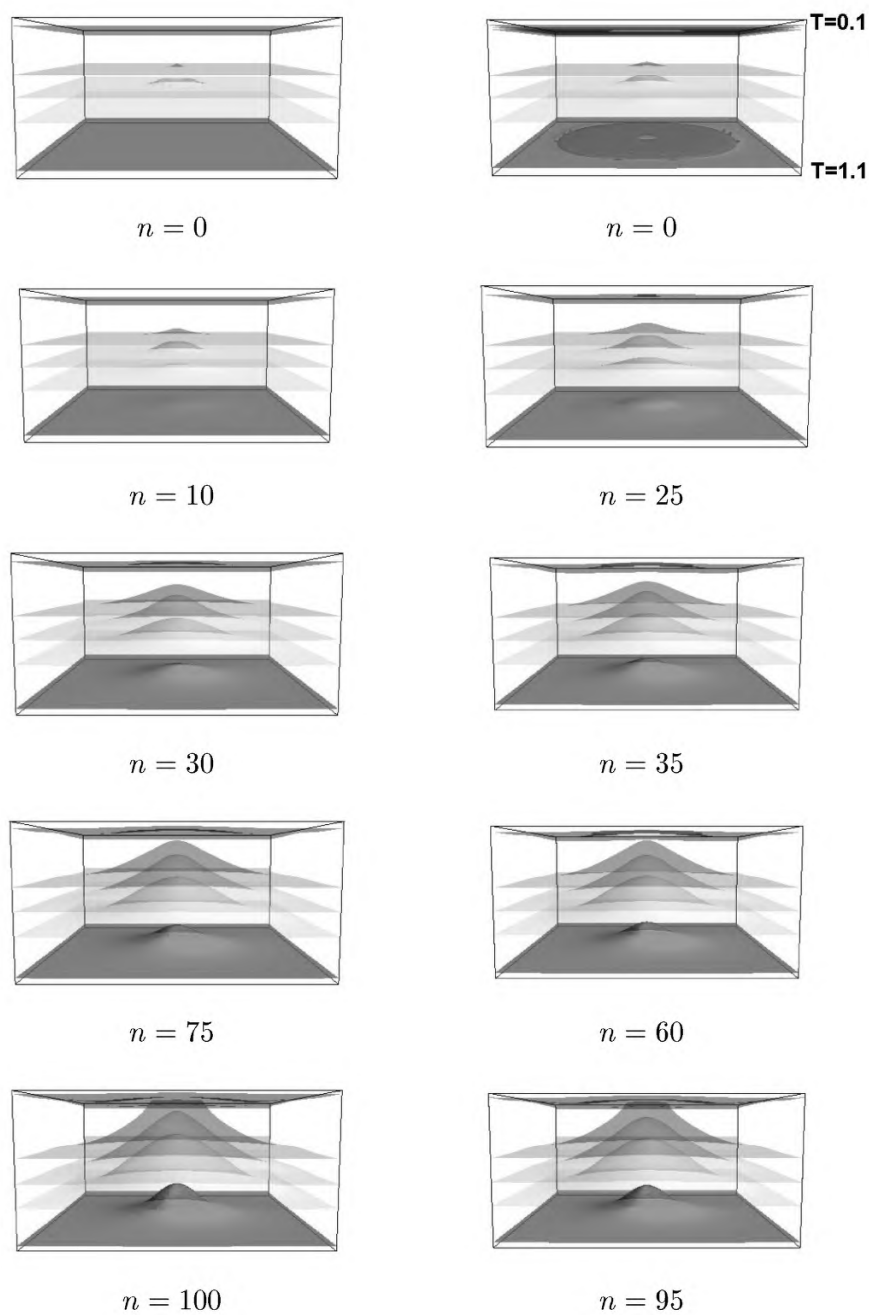 T=0.1
T=1.1
n = 0
n = 0
n = 10
n = 25
n = 30
n = 35
n = 75
n = 60
n = 100
n = 95